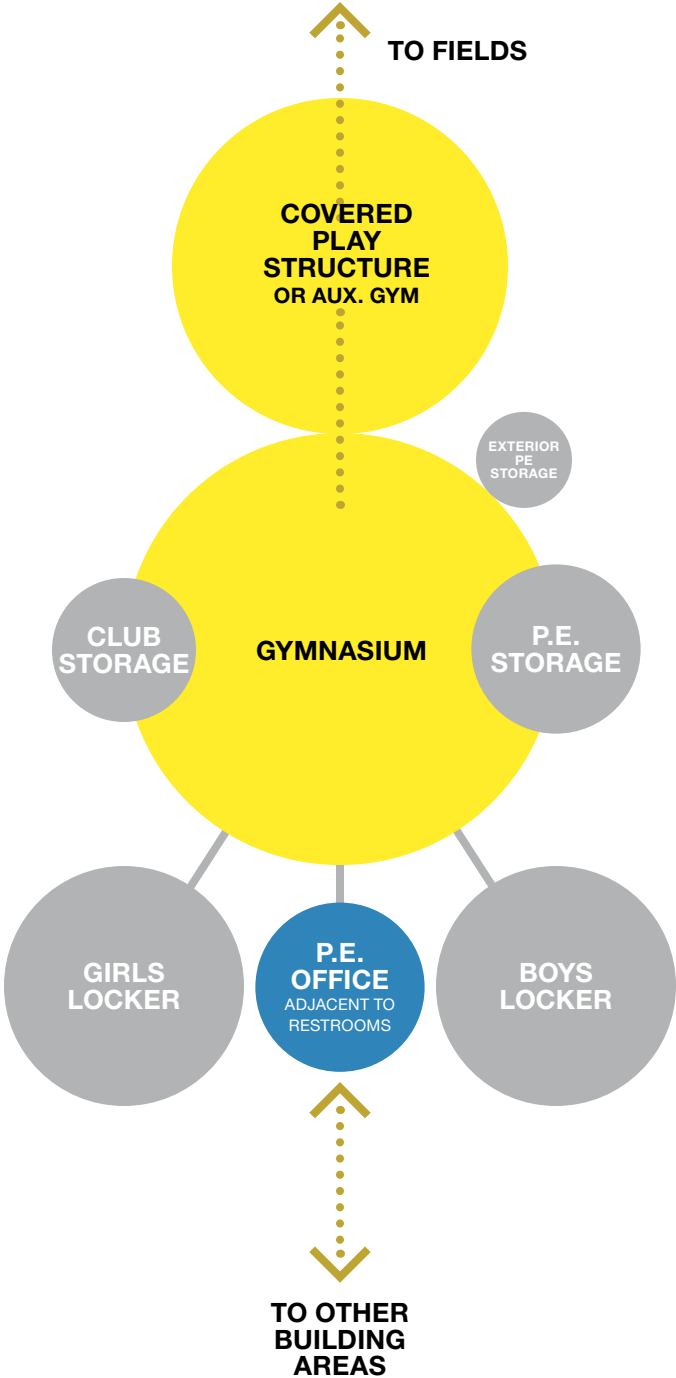 TO FIELDS
COVERED
PLAY
STRUCTURE
OR AUX. GYM
EXTERIOR
PE
STORAGE
CLUB
STORAGE
GYMNASIUM
P.E.
STORAGE
GIRLS
LOCKER
P.E.
OFFICE
ADJACENT TO
RESTROOMS
BOYS
LOCKER
TO OTHER
BUILDING
AREAS